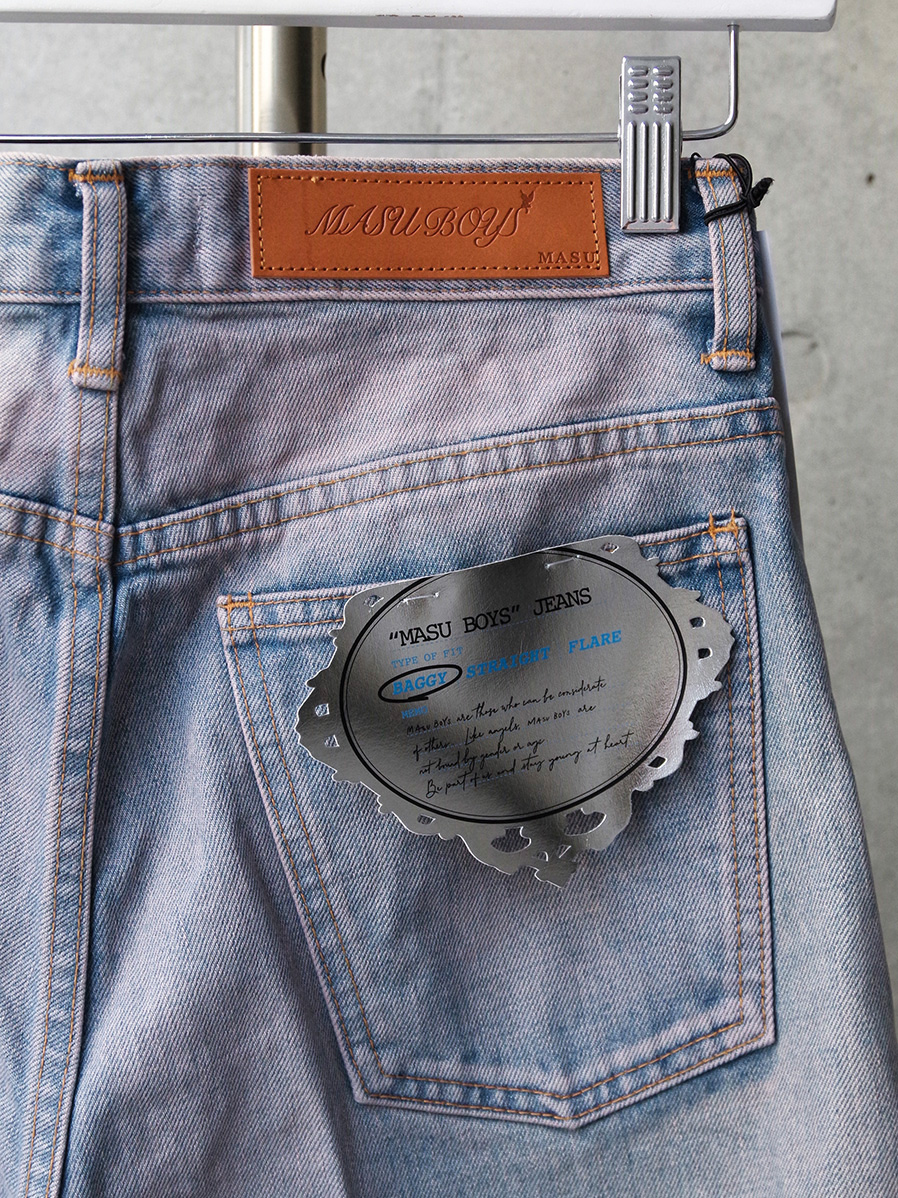 MASU BOYS
MASU
"MASU BOYS" JEANS
TYPE OF FIT
BAGGY STRAIGHT FLARE
MASU BOYS are those who can be considerate
of others. Like angels, MASU BOYS are
not bound by gender or age
Be part of us and stay young at heart